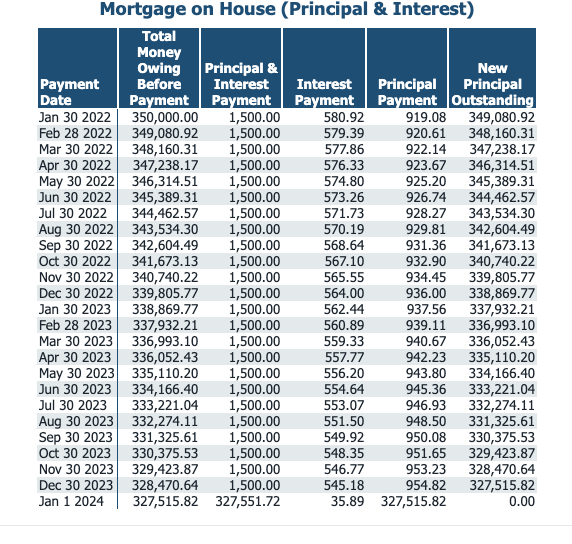 Mortgage on House (Principal & Interest)
Payment Date | Total Money Owing Before Payment | Principal & Interest Payment | Interest Payment | Principal Payment | New Principal Outstanding
Jan 30 2022 350,000.00 1,500.00 580.92 919.08 349,080.92
Feb 28 2022 349,080.92 1,500.00 579.39 920.61 348,160.31
Mar 30 2022 348,160.31 1,500.00 577.86 922.14 347,238.17
Apr 30 2022 347,238.17 1,500.00 576.33 923.67 346,314.51
May 30 2022 346,314.51 1,500.00 574.80 925.20 345,389.31
Jun 30 2022 345,389.31 1,500.00 573.26 926.74 344,462.57
Jul 30 2022 344,462.57 1,500.00 571.73 928.27 343,534.30
Aug 30 2022 343,534.30 1,500.00 570.19 929.81 342,604.49
Sep 30 2022 342,604.49 1,500.00 568.64 931.36 341,673.13
Oct 30 2022 341,673.13 1,500.00 567.10 932.90 340,740.22
Nov 30 2022 340,740.22 1,500.00 565.55 934.45 339,805.77
Dec 30 2022 339,805.77 1,500.00 564.00 936.00 338,869.77
Jan 30 2023 338,869.77 1,500.00 562.44 937.56 337,932.21
Feb 28 2023 337,932.21 1,500.00 560.89 939.11 336,993.10
Mar 30 2023 336,993.10 1,500.00 559.33 940.67 336,052.43
Apr 30 2023 336,052.43 1,500.00 557.77 942.23 335,110.20
May 30 2023 335,110.20 1,500.00 556.20 943.80 334,166.40
Jun 30 2023 334,166.40 1,500.00 554.64 945.36 333,221.04
Jul 30 2023 333,221.04 1,500.00 553.07 946.93 332,274.11
Aug 30 2023 332,274.11 1,500.00 551.50 948.50 331,325.61
Sep 30 2023 331,325.61 1,500.00 549.92 950.08 330,375.53
Oct 30 2023 330,375.53 1,500.00 548.35 951.65 329,423.87
Nov 30 2023 329,423.87 1,500.00 546.77 953.23 328,470.64
Dec 30 2023 328,470.64 1,500.00 545.18 954.82 327,515.82
Jan 1 2024 327,515.82 327,551.72 35.89 327,515.82 0.00